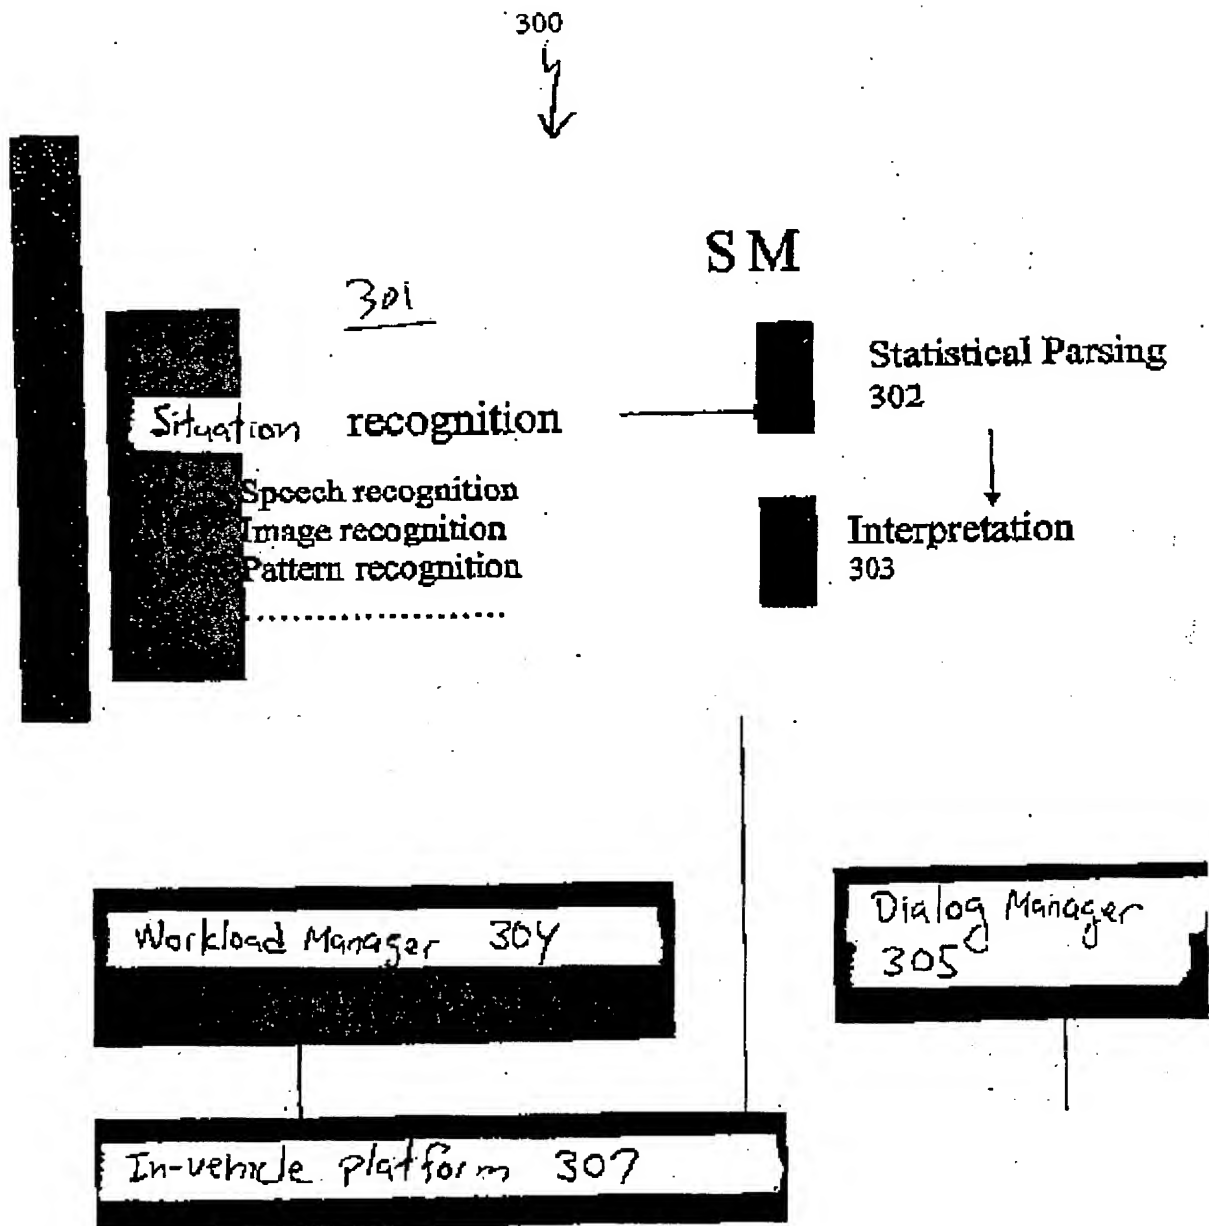 300
SM
301
Statistical Parsing
302
Situation recognition
Speech recognition
Image recognition
Pattern recognition
....................
Interpretation
303
Workload Manager 304
Dialog Manager
305
In-vehicle platform 307